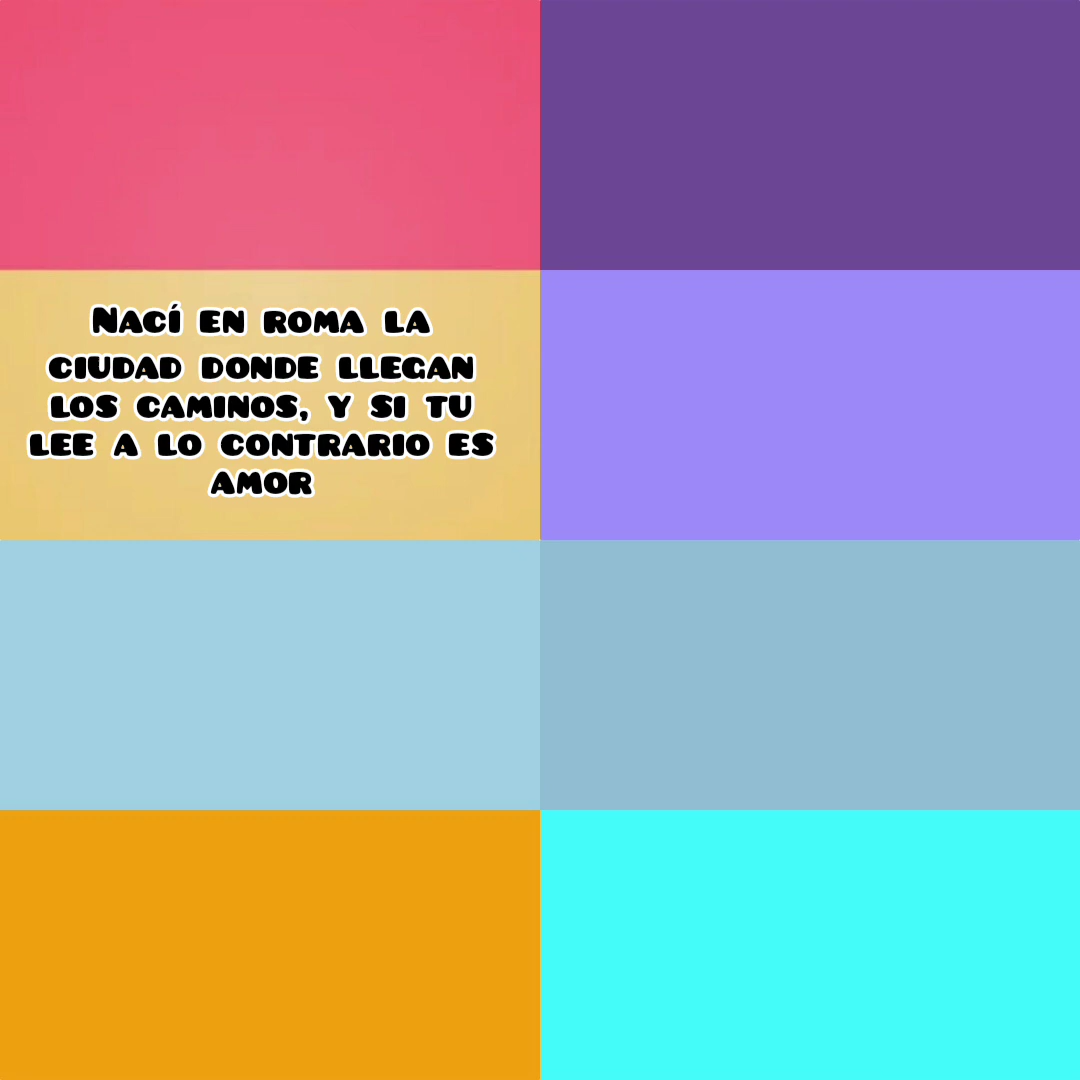 Nací en roma la
ciudad donde llegan
los caminos, y si tu
lee a lo contrario es
amor